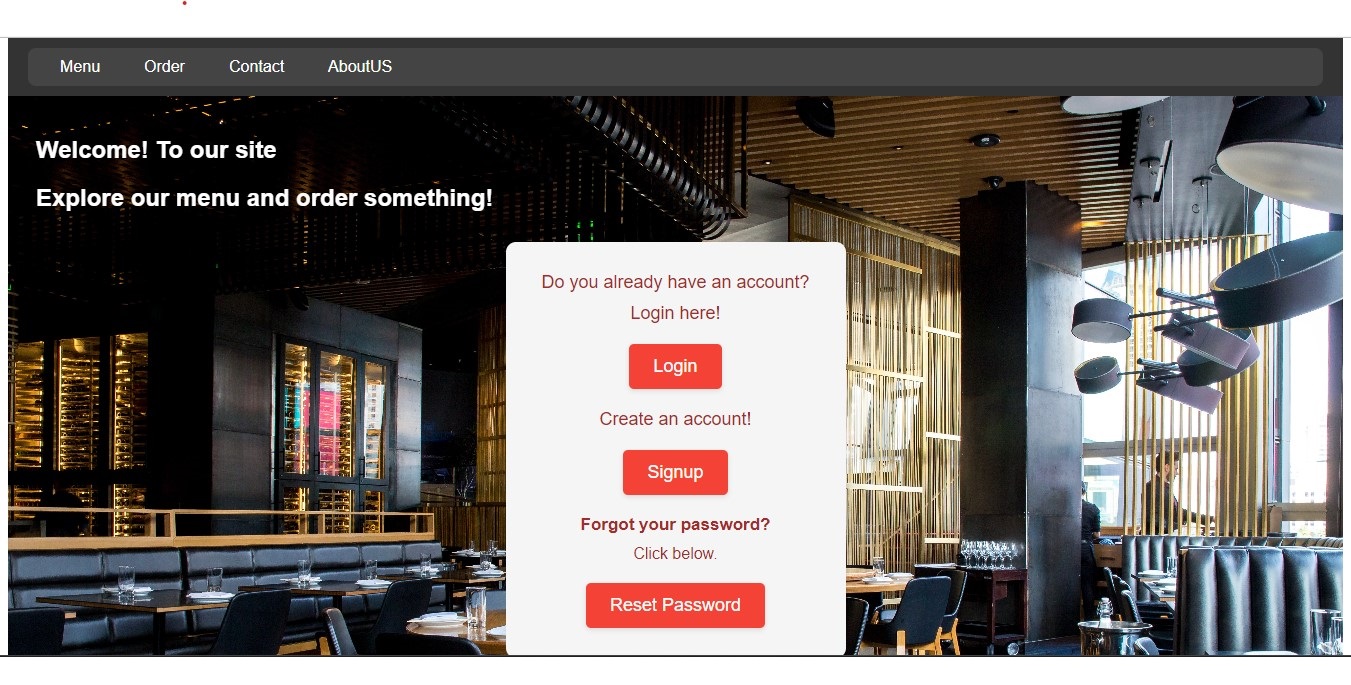 Menu Order Contact AboutUS
Welcome! To our site
Explore our menu and order something!
Do you already have an account?
Login here!
Login
Create an account!
Signup
Forgot your password?
Click below.
Reset Password